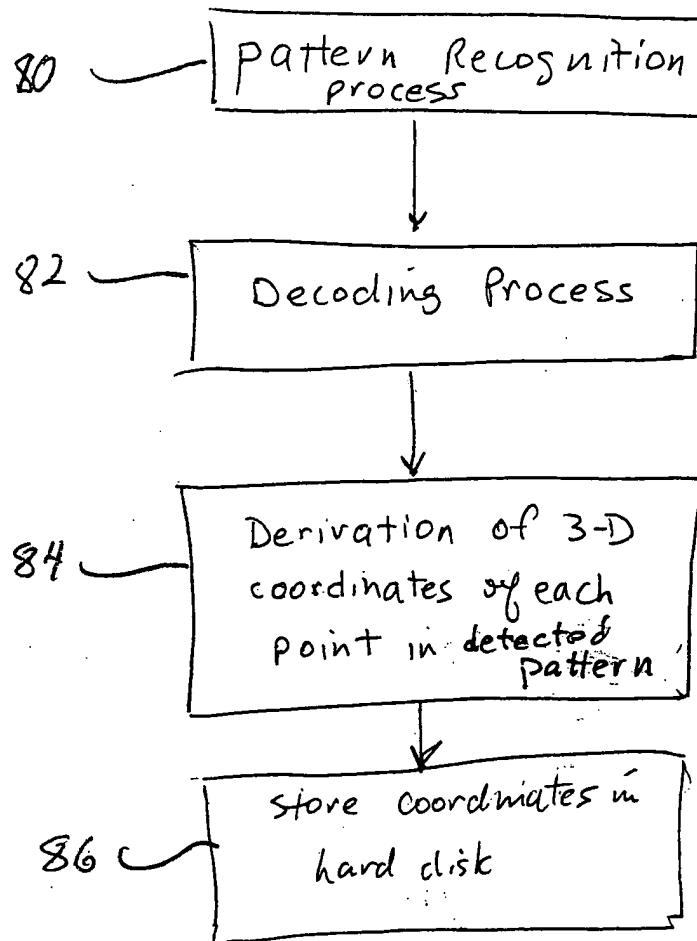 80
pattern Recognition
process
82
Decoding Process
84
Derivation of 3-D
coordinates of each
point in detected
pattern
86
store coordinates in
hard disk